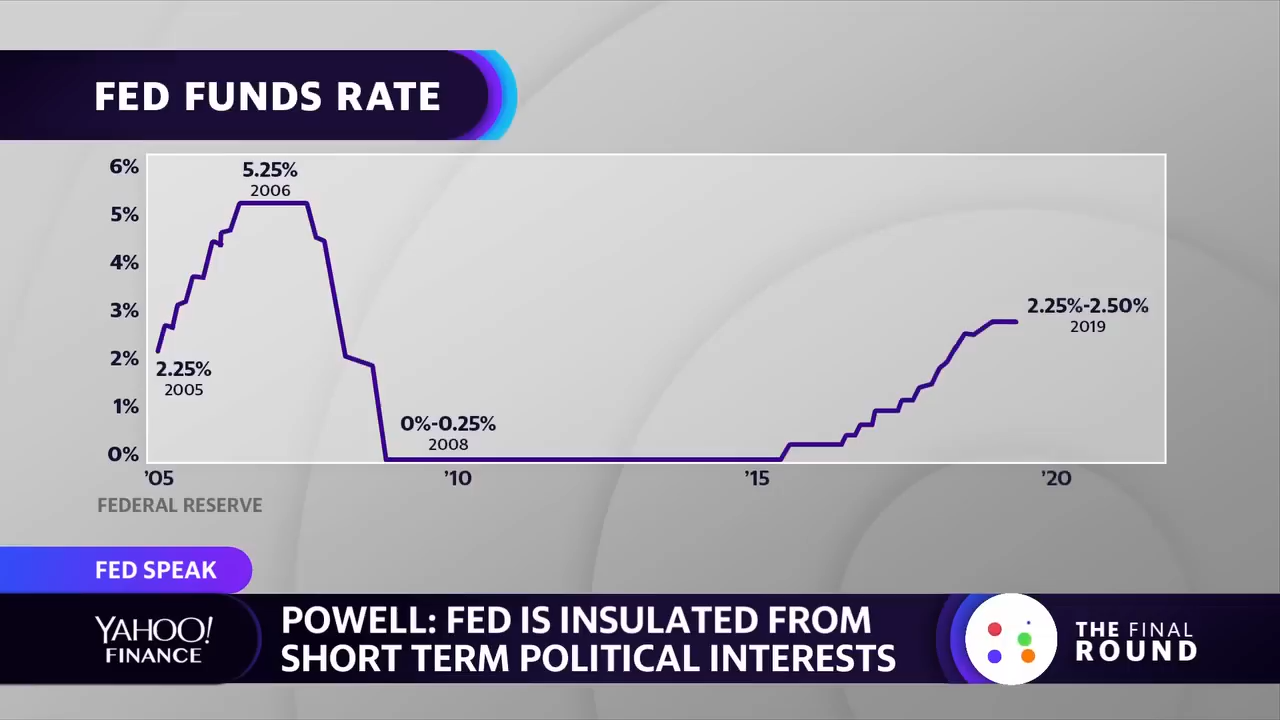 FED FUNDS RATE
6%
5%
4%
3%
2%
1%
0%
5.25%
2006
2.25%
2005
0%-0.25%
2008
2.25%-2.50%
2019
'05
'10
'15
'20
FEDERAL RESERVE
FED SPEAK
YAHOO!
FINANCE
POWELL: FED IS INSULATED FROM
SHORT TERM POLITICAL INTERESTS
THE FINAL
ROUND